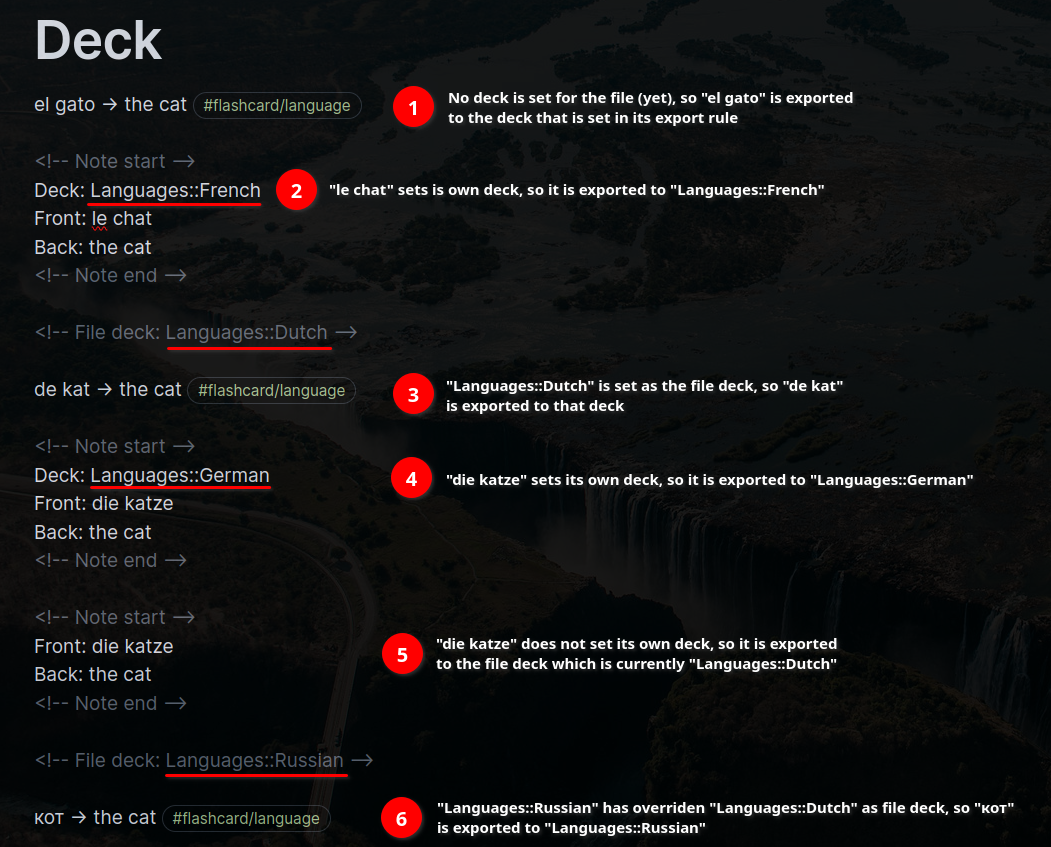 Deck
el gato → the cat #flashcard/language
1
No deck is set for the file (yet), so "el gato" is exported
to the deck that is set in its export rule
<!-- Note start -->
Deck: Languages::French
2
"le chat" sets is own deck, so it is exported to "Languages::French"
Front: le chat
Back: the cat
<!-- Note end -->
<!-- File deck: Languages::Dutch -->
de kat → the cat #flashcard/language
3
"Languages::Dutch" is set as the file deck, so "de kat"
is exported to that deck
<!-- Note start -->
Deck: Languages::German
4
"die katze" sets its own deck, so it is exported to "Languages::German"
Front: die katze
Back: the cat
<!-- Note end -->
<!-- Note start -->
Front: die katze
Back: the cat
<!-- Note end -->
5
"die katze" does not set its own deck, so it is exported
to the file deck which is currently "Languages::Dutch"
<!-- File deck: Languages::Russian -->
кот → the cat #flashcard/language
6
"Languages::Russian" has overriden "Languages::Dutch" as file deck, so "кот"
is exported to "Languages::Russian"